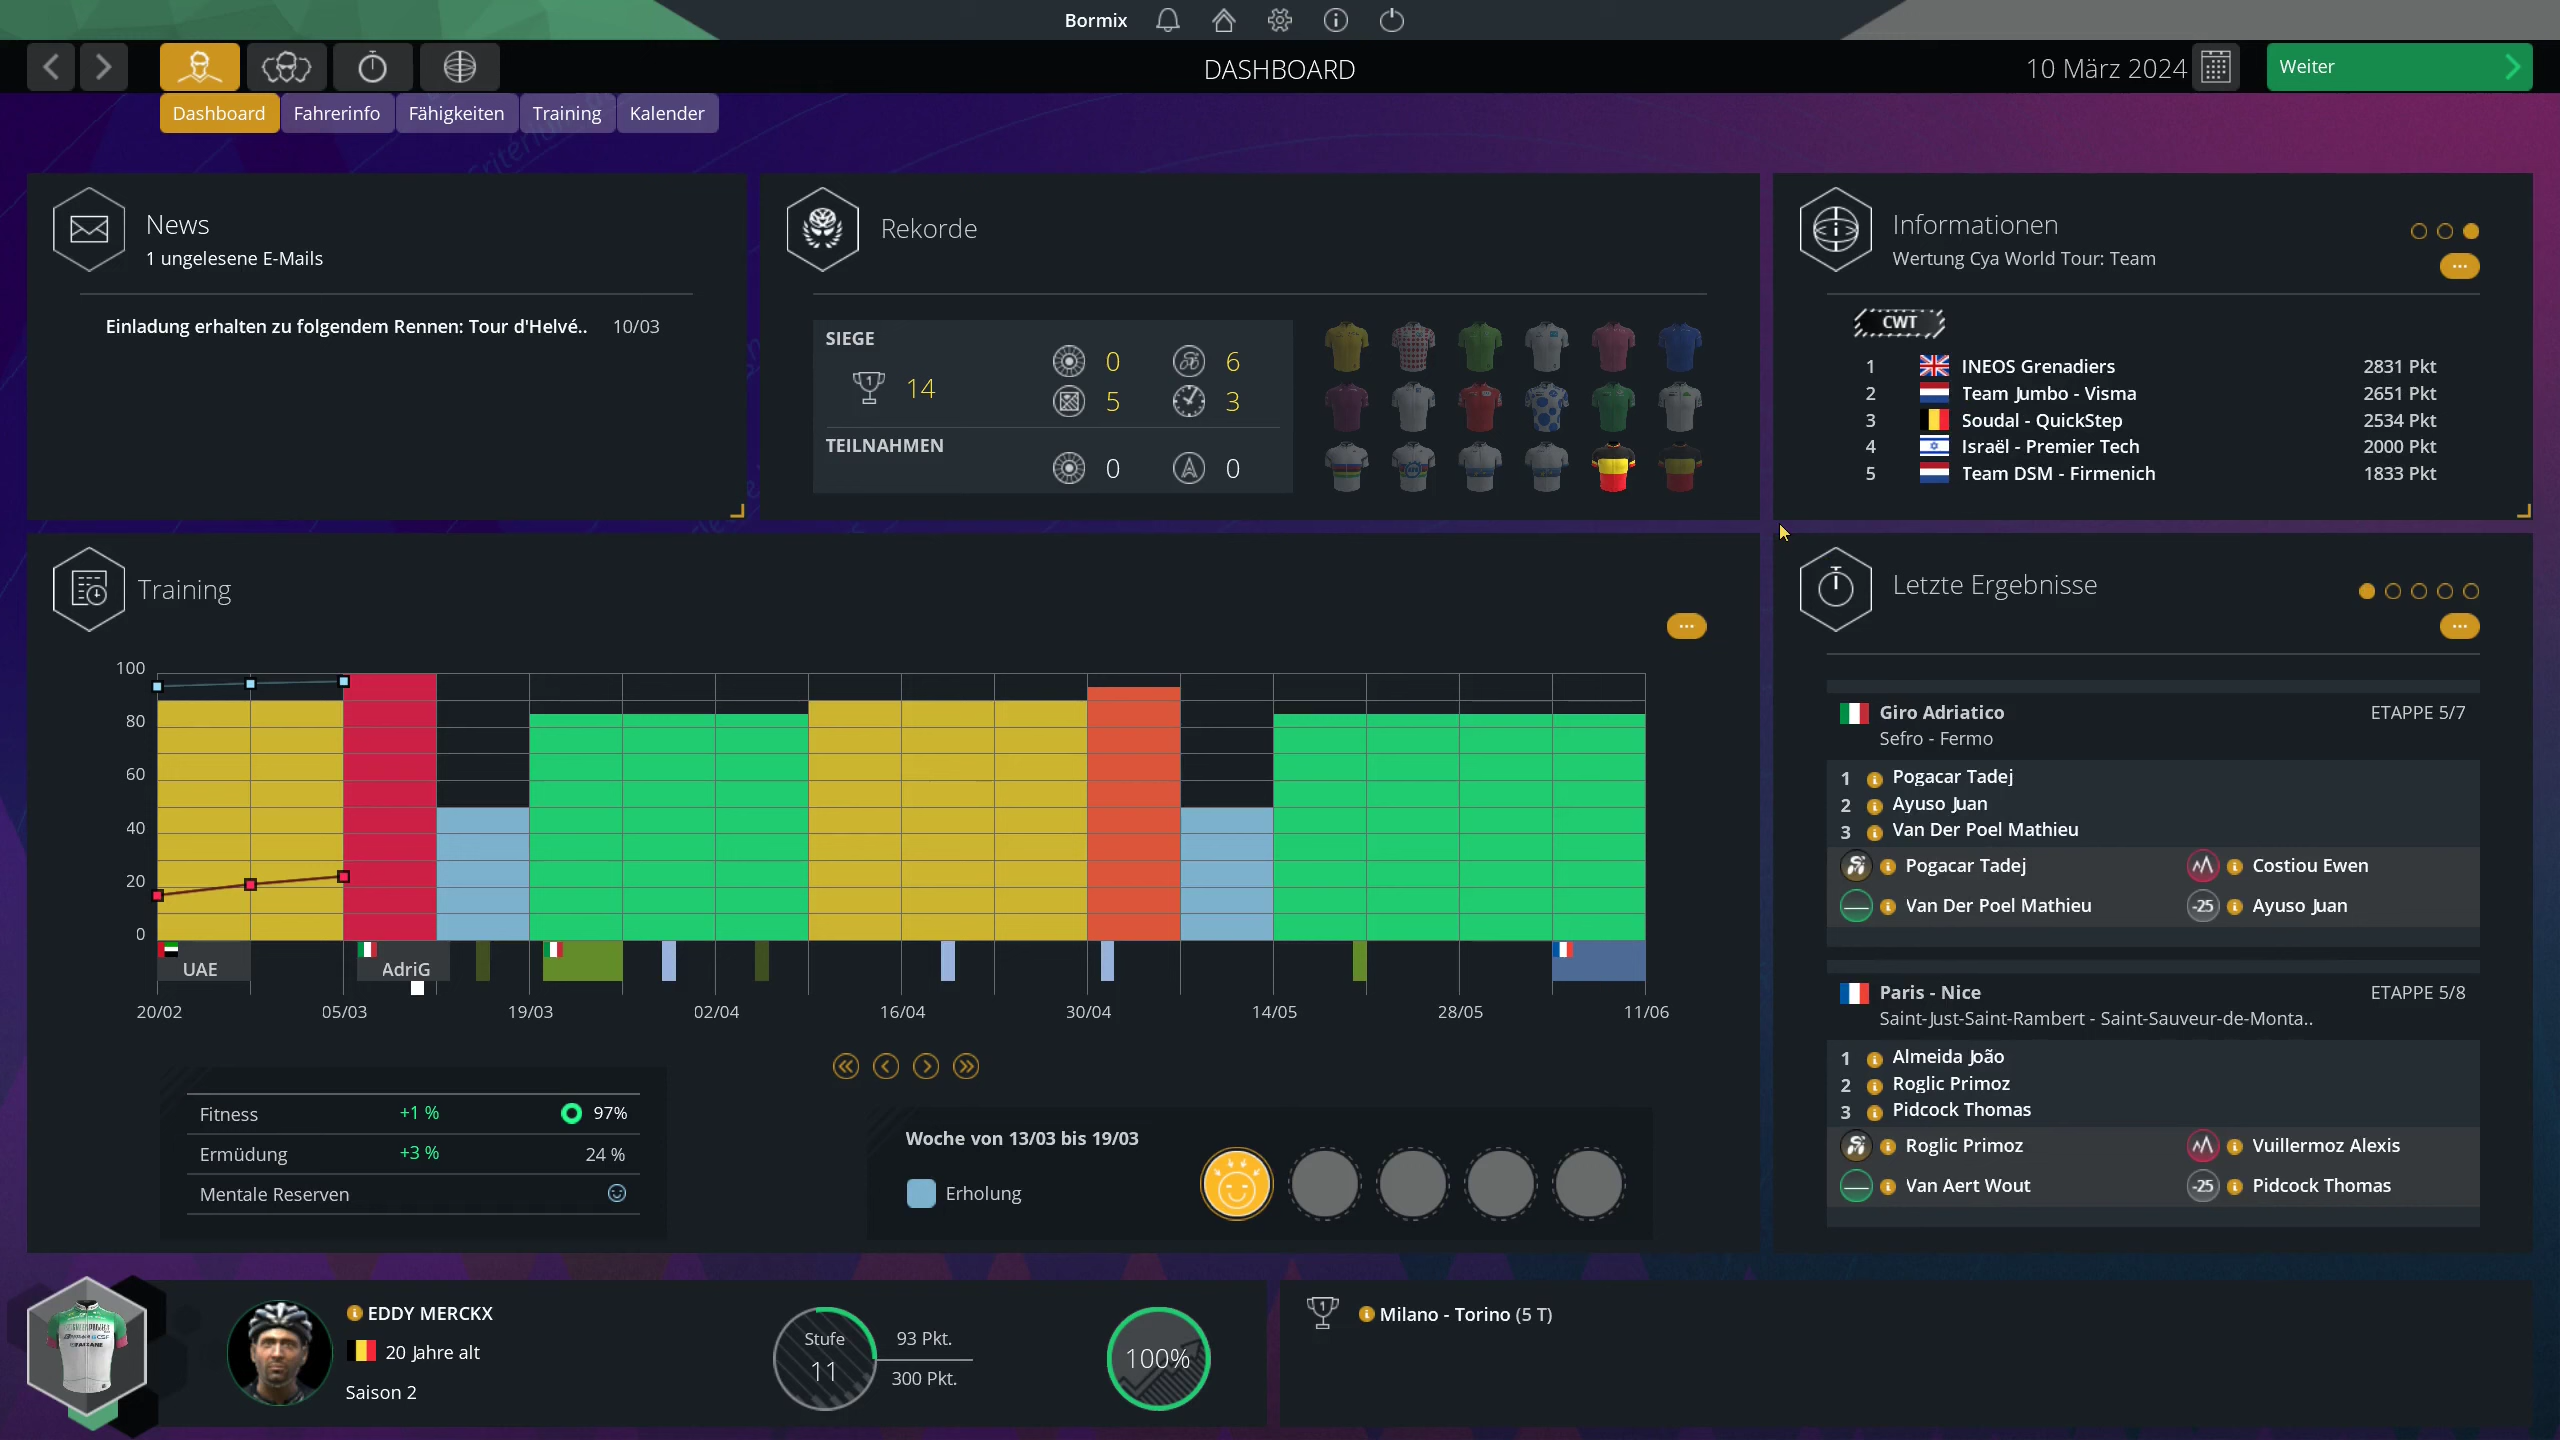 Bormix
DASHBOARD
10 März 2024
Weiter
Dashboard
Fahrerinfo
Fähigkeiten
Training
Kalender
News
1 ungelesene E-Mails
Einladung erhalten zu folgendem Rennen: Tour d'Helvé.. 10/03
Rekorde
SIEGE
14
0
6
5
3
TEILNAHMEN
0
0
Informationen
Wertung Cya World Tour: Team
CWT
1 INEOS Grenadiers 2831 Pkt
2 Team Jumbo - Visma 2651 Pkt
3 Soudal - QuickStep 2534 Pkt
4 Israël - Premier Tech 2000 Pkt
5 Team DSM - Firmenich 1833 Pkt
Training
100
80
60
40
20
0
UAE
AdriG
20/02 05/03 19/03 02/04 16/04 30/04 14/05 28/05 11/06
Fitness +1 % 97%
Ermüdung +3 % 24 %
Mentale Reserven
Woche von 13/03 bis 19/03
Erholung
Letzte Ergebnisse
Giro Adriatico ETAPPE 5/7
Sefro - Fermo
1 Pogacar Tadej
2 Ayuso Juan
3 Van Der Poel Mathieu
Pogacar Tadej Costiou Ewen
Van Der Poel Mathieu -25 Ayuso Juan
Paris - Nice ETAPPE 5/8
Saint-Just-Saint-Rambert - Saint-Sauveur-de-Monta..
1 Almeida João
2 Roglic Primoz
3 Pidcock Thomas
Roglic Primoz Vuillermoz Alexis
Van Aert Wout -25 Pidcock Thomas
EDDY MERCKX
20 Jahre alt
Saison 2
Stufe
11
93 Pkt.
300 Pkt.
100%
1 Milano - Torino (5 T)